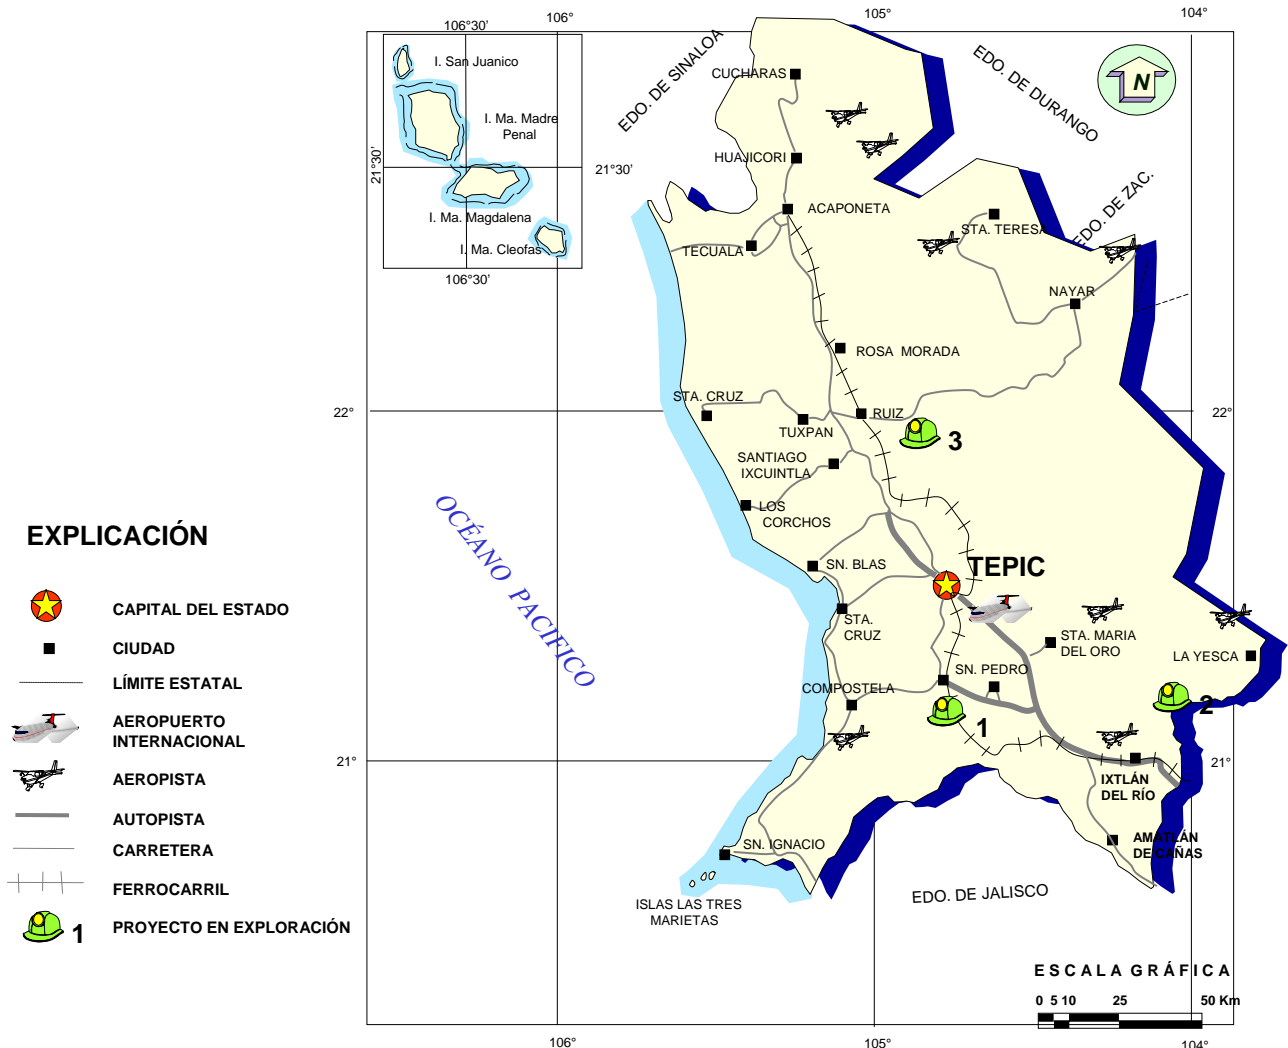 106°30'
106°
105°
104°
I. San Juanico
I. Ma. Madre
Penal
21°30'
21°30'
I. Ma. Magdalena
I. Ma. Cleofas
106°30'
EDO. DE SINALOA
EDO. DE DURANGO
N
EDO. DE ZAC.
CUCHARAS
HUAJICORI
ACAPONETA
STA. TERESA
TECUALA
NAYAR
ROSA MORADA
STA. CRUZ
22°
RUIZ
22°
TUXPAN
3
SANTIAGO
IXCUINTLA
LOS
CORCHOS
OCÉANO PACIFICO
SN. BLAS
TEPIC
STA.
CRUZ
STA. MARIA
DEL ORO
LA YESCA
SN. PEDRO
COMPOSTELA
2
1
21°
21°
IXTLÁN
DEL RÍO
AMATLÁN
DE CAÑAS
SN. IGNACIO
EDO. DE JALISCO
ISLAS LAS TRES
MARIETAS
ESCALA GRÁFICA
0 5 10 25 50 Km
106°
105°
104°
EXPLICACIÓN
CAPITAL DEL ESTADO
CIUDAD
LÍMITE ESTATAL
AEROPUERTO
INTERNACIONAL
AEROPISTA
AUTOPISTA
CARRETERA
FERROCARRIL
1 PROYECTO EN EXPLORACIÓN